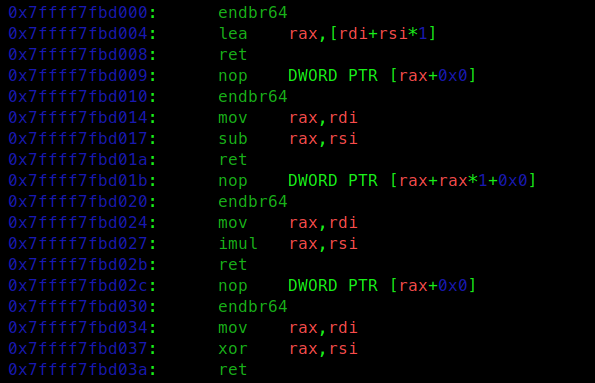 0x7ffff7fbd000:      endbr64
0x7ffff7fbd004:      lea    rax,[rdi+rsi*1]
0x7ffff7fbd008:      ret
0x7ffff7fbd009:      nop    DWORD PTR [rax+0x0]
0x7ffff7fbd010:      endbr64
0x7ffff7fbd014:      mov    rax,rdi
0x7ffff7fbd017:      sub    rax,rsi
0x7ffff7fbd01a:      ret
0x7ffff7fbd01b:      nop    DWORD PTR [rax+rax*1+0x0]
0x7ffff7fbd020:      endbr64
0x7ffff7fbd024:      mov    rax,rdi
0x7ffff7fbd027:      imul   rax,rsi
0x7ffff7fbd02b:      ret
0x7ffff7fbd02c:      nop    DWORD PTR [rax+0x0]
0x7ffff7fbd030:      endbr64
0x7ffff7fbd034:      mov    rax,rdi
0x7ffff7fbd037:      xor    rax,rsi
0x7ffff7fbd03a:      ret